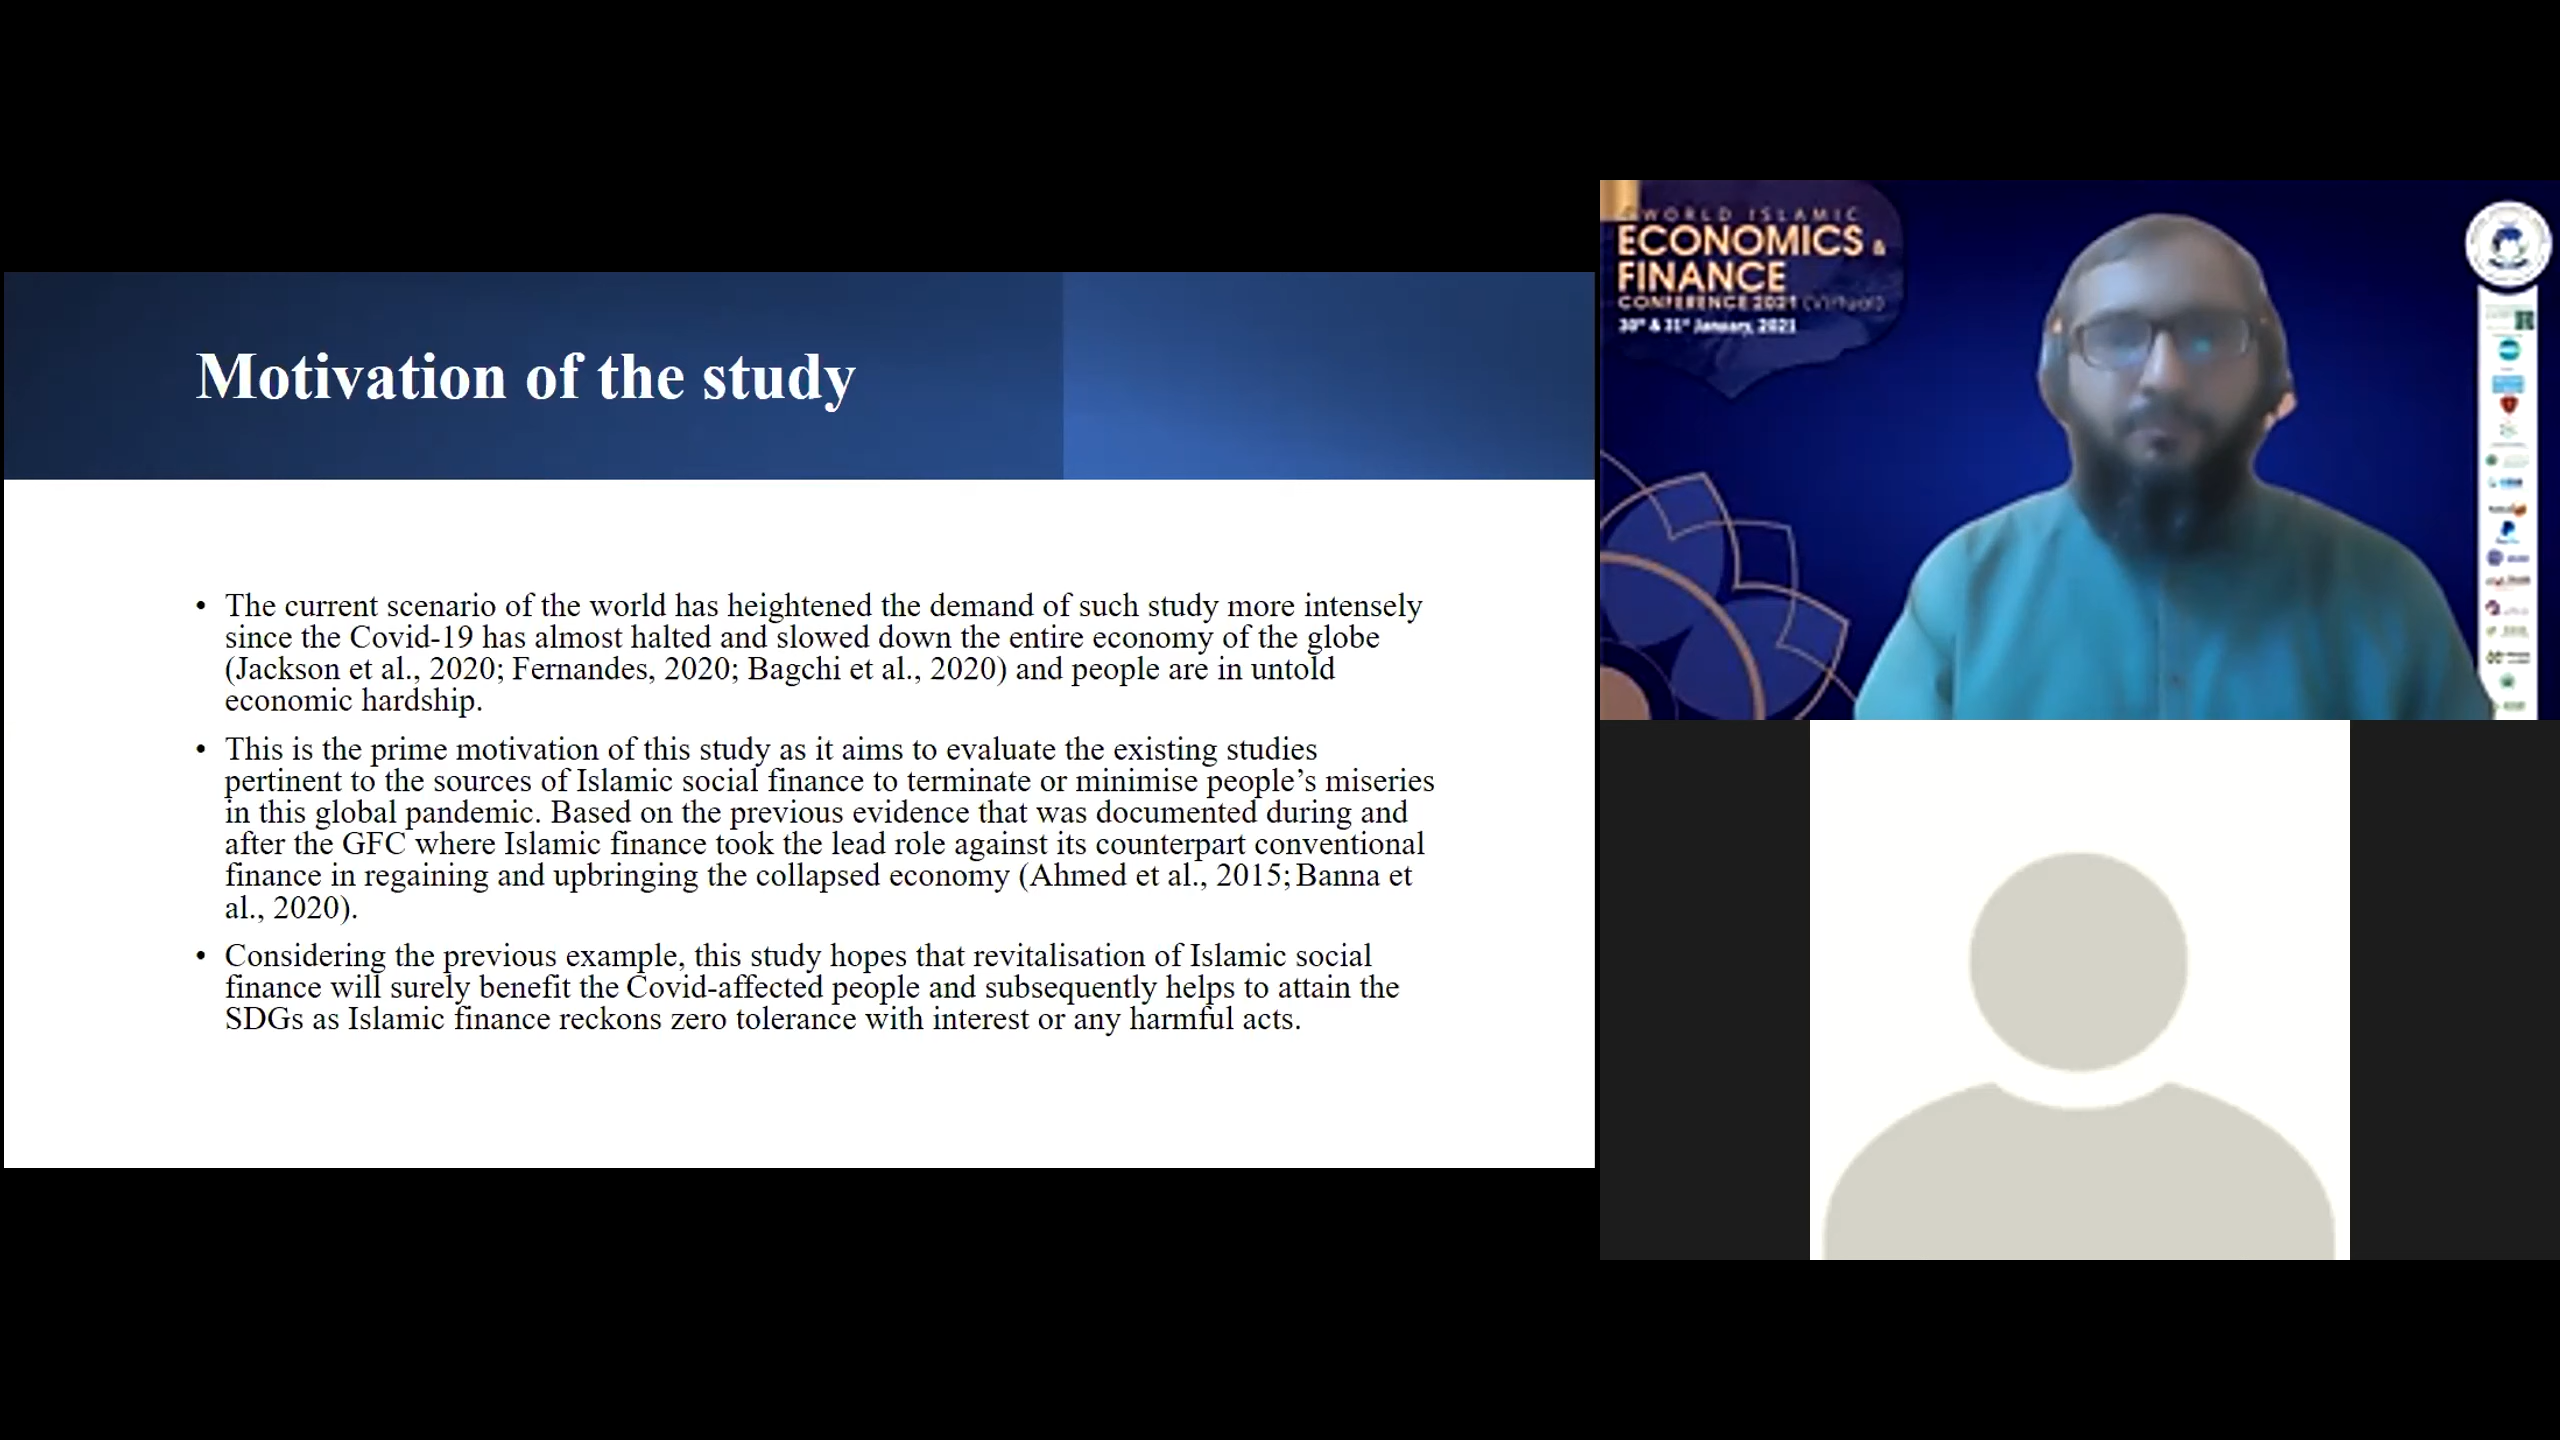 Motivation of the study
• The current scenario of the world has heightened the demand of such study more intensely
since the Covid-19 has almost halted and slowed down the entire economy of the globe
(Jackson et al., 2020; Fernandes, 2020; Bagchi et al., 2020) and people are in untold
economic hardship.
• This is the prime motivation of this study as it aims to evaluate the existing studies
pertinent to the sources of Islamic social finance to terminate or minimise people’s miseries
in this global pandemic. Based on the previous evidence that was documented during and
after the GFC where Islamic finance took the lead role against its counterpart conventional
finance in regaining and upbringing the collapsed economy (Ahmed et al., 2015; Banna et
al., 2020).
• Considering the previous example, this study hopes that revitalisation of Islamic social
finance will surely benefit the Covid-affected people and subsequently helps to attain the
SDGs as Islamic finance reckons zero tolerance with interest or any harmful acts.
WORLD ISLAMIC
ECONOMICS &
FINANCE
CONFERENCE 2021 (Virtual)
30th & 31st January, 2021